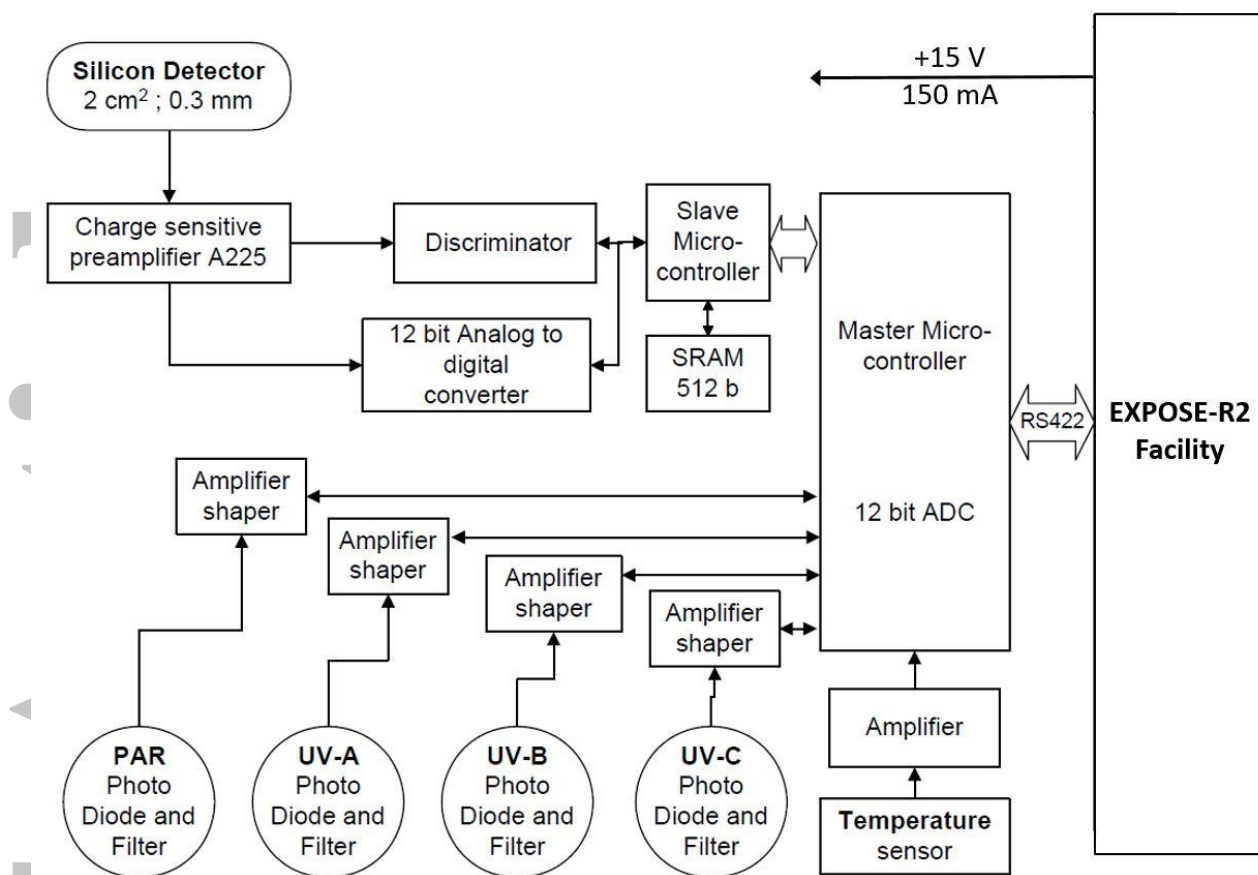 Silicon Detector
2 cm² ; 0.3 mm
+15 V
150 mA
Charge sensitive
preamplifier A225
Discriminator
Slave
Micro-
controller
12 bit Analog to
digital
converter
SRAM
512 b
Master Micro-
controller
12 bit ADC
RS422
EXPOSE-R2
Facility
Amplifier
shaper
Amplifier
shaper
Amplifier
shaper
Amplifier
shaper
Amplifier
PAR
Photo
Diode and
Filter
UV-A
Photo
Diode and
Filter
UV-B
Photo
Diode and
Filter
UV-C
Photo
Diode and
Filter
Temperature
sensor